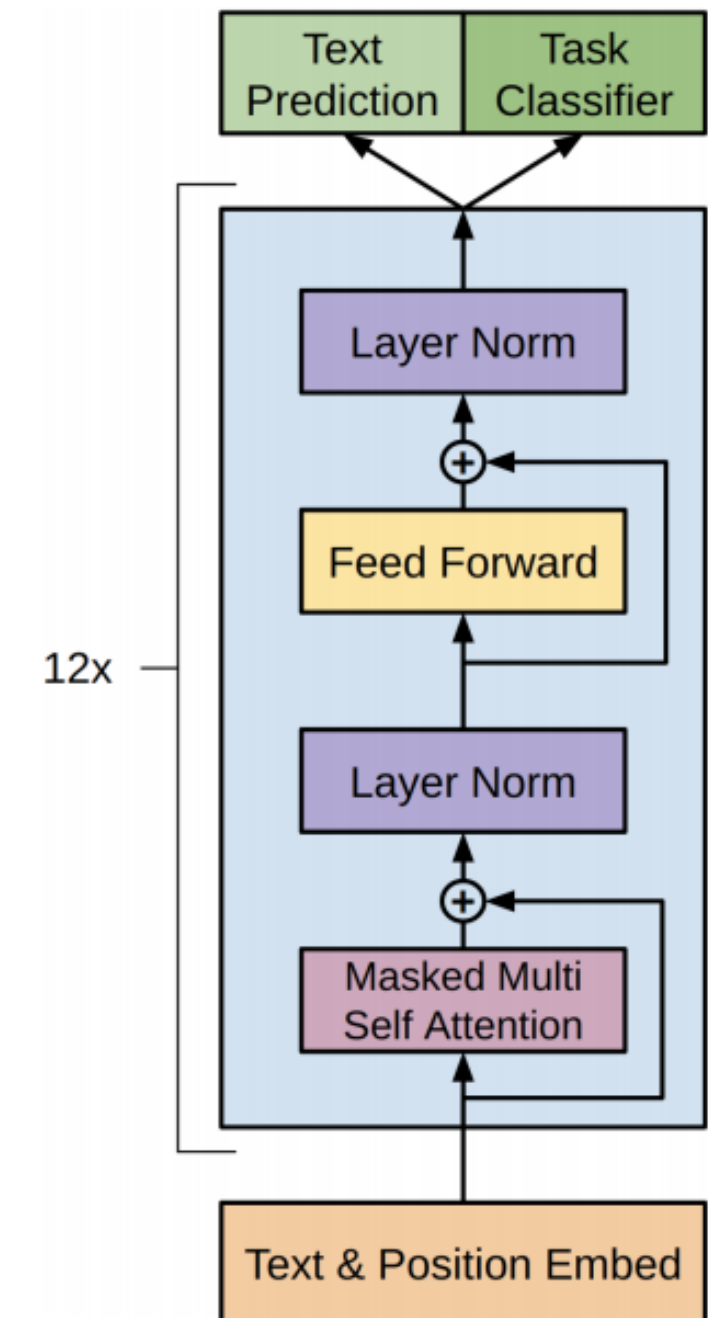 Text
Prediction
Task
Classifier
Layer Norm
+
Feed Forward
12x
Layer Norm
+
Masked Multi
Self Attention
Text & Position Embed